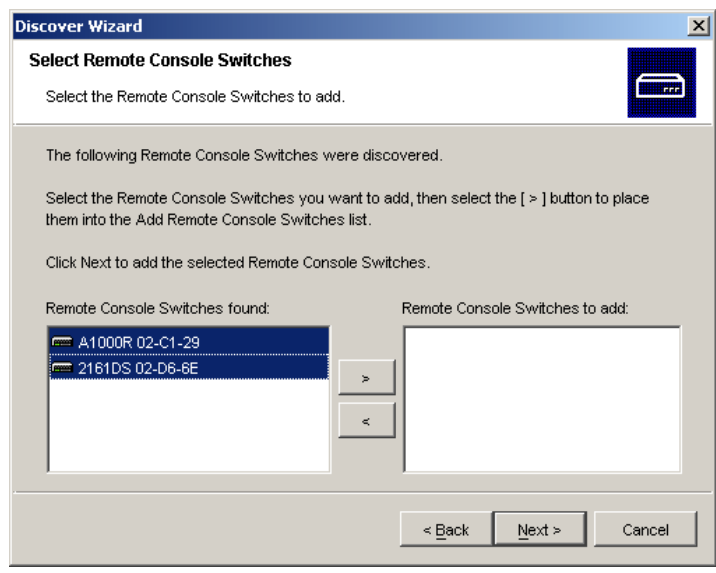 Discover Wizard
Select Remote Console Switches
Select the Remote Console Switches to add.
The following Remote Console Switches were discovered.
Select the Remote Console Switches you want to add, then select the [ > ] button to place
them into the Add Remote Console Switches list.
Click Next to add the selected Remote Console Switches.
Remote Console Switches found:
Remote Console Switches to add:
A1000R 02-C1-29
2161DS 02-D6-6E
>
<
< Back
Next >
Cancel